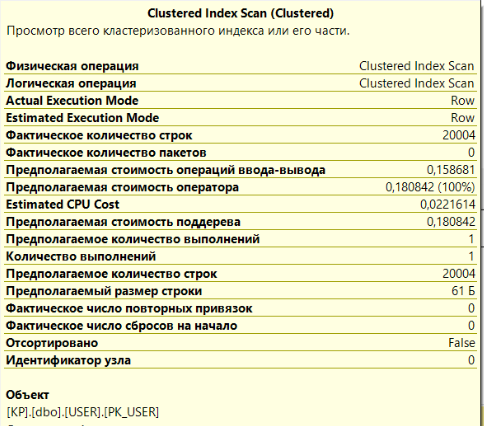 Clustered Index Scan (Clustered)
Просмотр всего кластеризованного индекса или его части.
Физическая операция Clustered Index Scan
Логическая операция Clustered Index Scan
Actual Execution Mode Row
Estimated Execution Mode Row
Фактическое количество строк 20004
Фактическое количество пакетов 0
Предполагаемая стоимость операций ввода-вывода 0,158681
Предполагаемая стоимость оператора 0,180842 (100%)
Estimated CPU Cost 0,0221614
Предполагаемая стоимость поддерева 0,180842
Предполагаемое количество выполнений 1
Количество выполнений 1
Предполагаемое количество строк 20004
Предполагаемый размер строки 61 Б
Фактическое число повторных привязок 0
Фактическое число сбросов на начало 0
Отсортировано False
Идентификатор узла 0
Объект
[KP].[dbo].[USER].[PK_USER]